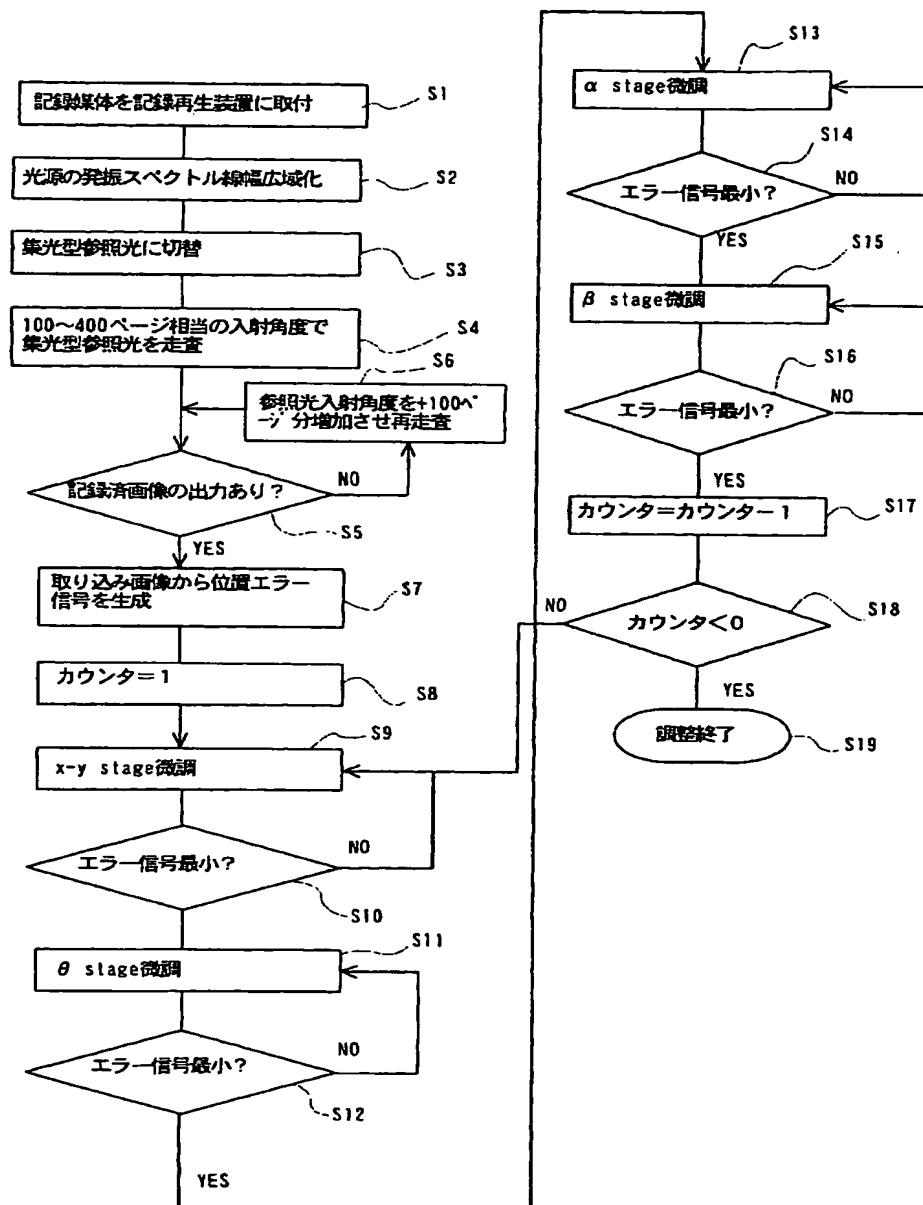 記録媒体を記録再生装置に取付
S1
光源の発振スペクトル線幅広域化
S2
集光型参照光に切替
S3
100～400ページ相当の入射角度で
集光型参照光を走査
S4
S6
参照光入射角度を+100ペ
ージ分増加させ再走査
記録済画像の出力あり？
NO
S5
YES
取り込み画像から位置エラー
信号を生成
S7
カウンタ＝1
S8
S9
x-y stage微調
エラー信号最小？
NO
S10
S11
θ stage微調
エラー信号最小？
NO
S12
YES
S13
α stage微調
S14
エラー信号最小？
NO
YES
S15
β stage微調
S16
エラー信号最小？
NO
YES
S17
カウンタ＝カウンター1
NO
カウンタ＜0
S18
YES
調整終了
S19